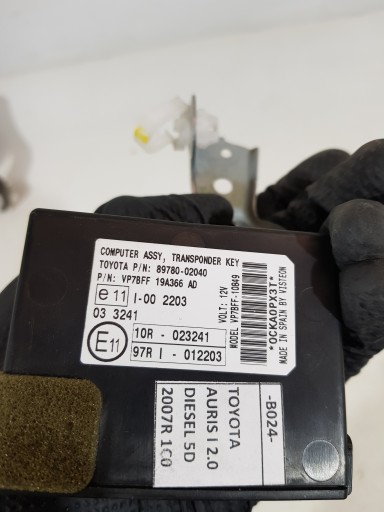 COMPUTER ASSY, TRANSPONDER KEY
TOYOTA P/N: 89780-02040
P/N: VP7BFF 19A366 AD
e 11 I-00 2203
03 3241
E11
10R - 023241
97R I - 012203
VOLT: 12V
MODEL VP7BFF-10849
*OCKA0PX3T*
MADE IN SPAIN BY VISTEON
-B024-
TOYOTA
AURIS I 2.0
DIESEL 5D
2007R 1C0